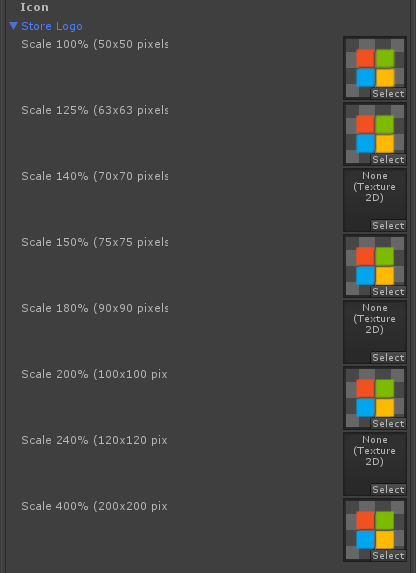 Icon
Store Logo
Scale 100% (50x50 pixels
Select
Scale 125% (63x63 pixels
Select
Scale 140% (70x70 pixels
None
(Texture
2D)
Select
Scale 150% (75x75 pixels
Select
Scale 180% (90x90 pixels
None
(Texture
2D)
Select
Scale 200% (100x100 pix
Select
Scale 240% (120x120 pix
None
(Texture
2D)
Select
Scale 400% (200x200 pix
Select